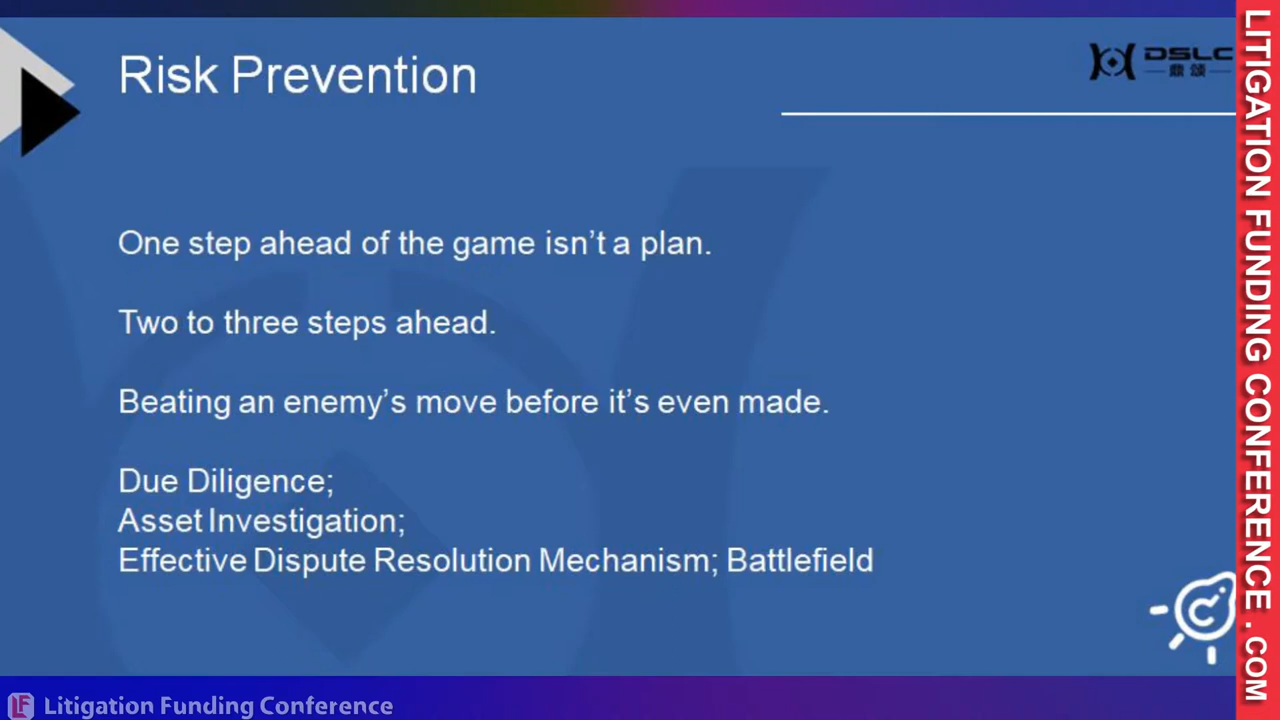 Risk Prevention
DSLC
鼎颂
One step ahead of the game isn't a plan.
Two to three steps ahead.
Beating an enemy's move before it's even made.
Due Diligence;
Asset Investigation;
Effective Dispute Resolution Mechanism; Battlefield
LITIGATION FUNDING CONFERENCE . COM
LF Litigation Funding Conference